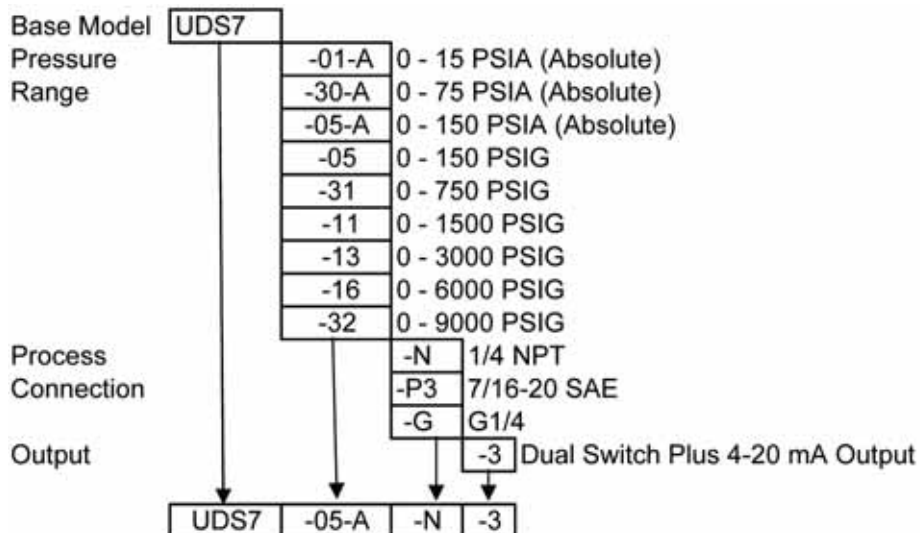 Base Model UDS7
Pressure -01-A 0 - 15 PSIA (Absolute)
Range -30-A 0 - 75 PSIA (Absolute)
-05-A 0 - 150 PSIA (Absolute)
-05 0 - 150 PSIG
-31 0 - 750 PSIG
-11 0 - 1500 PSIG
-13 0 - 3000 PSIG
-16 0 - 6000 PSIG
-32 0 - 9000 PSIG
Process -N 1/4 NPT
Connection -P3 7/16-20 SAE
-G G1/4
Output -3 Dual Switch Plus 4-20 mA Output
UDS7 -05-A -N -3